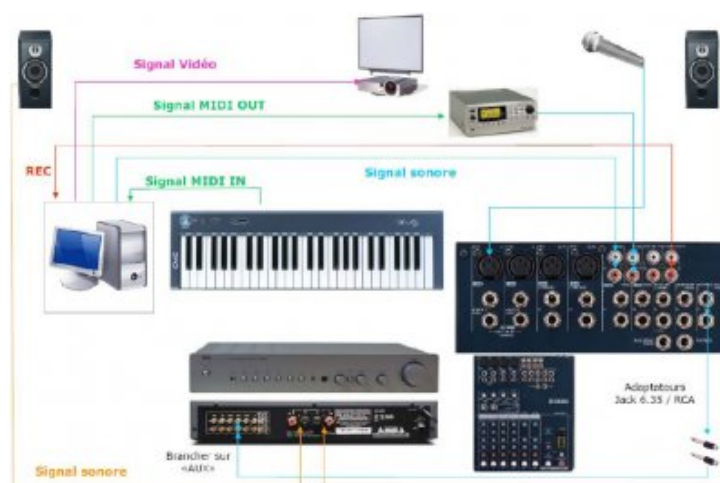 Signal Vidéo
Signal MIDI OUT
REC
Signal sonore
Signal MIDI IN
Adaptateurs
Jack 6.35 / RCA
Brancher sur
«AUX»
Signal sonore